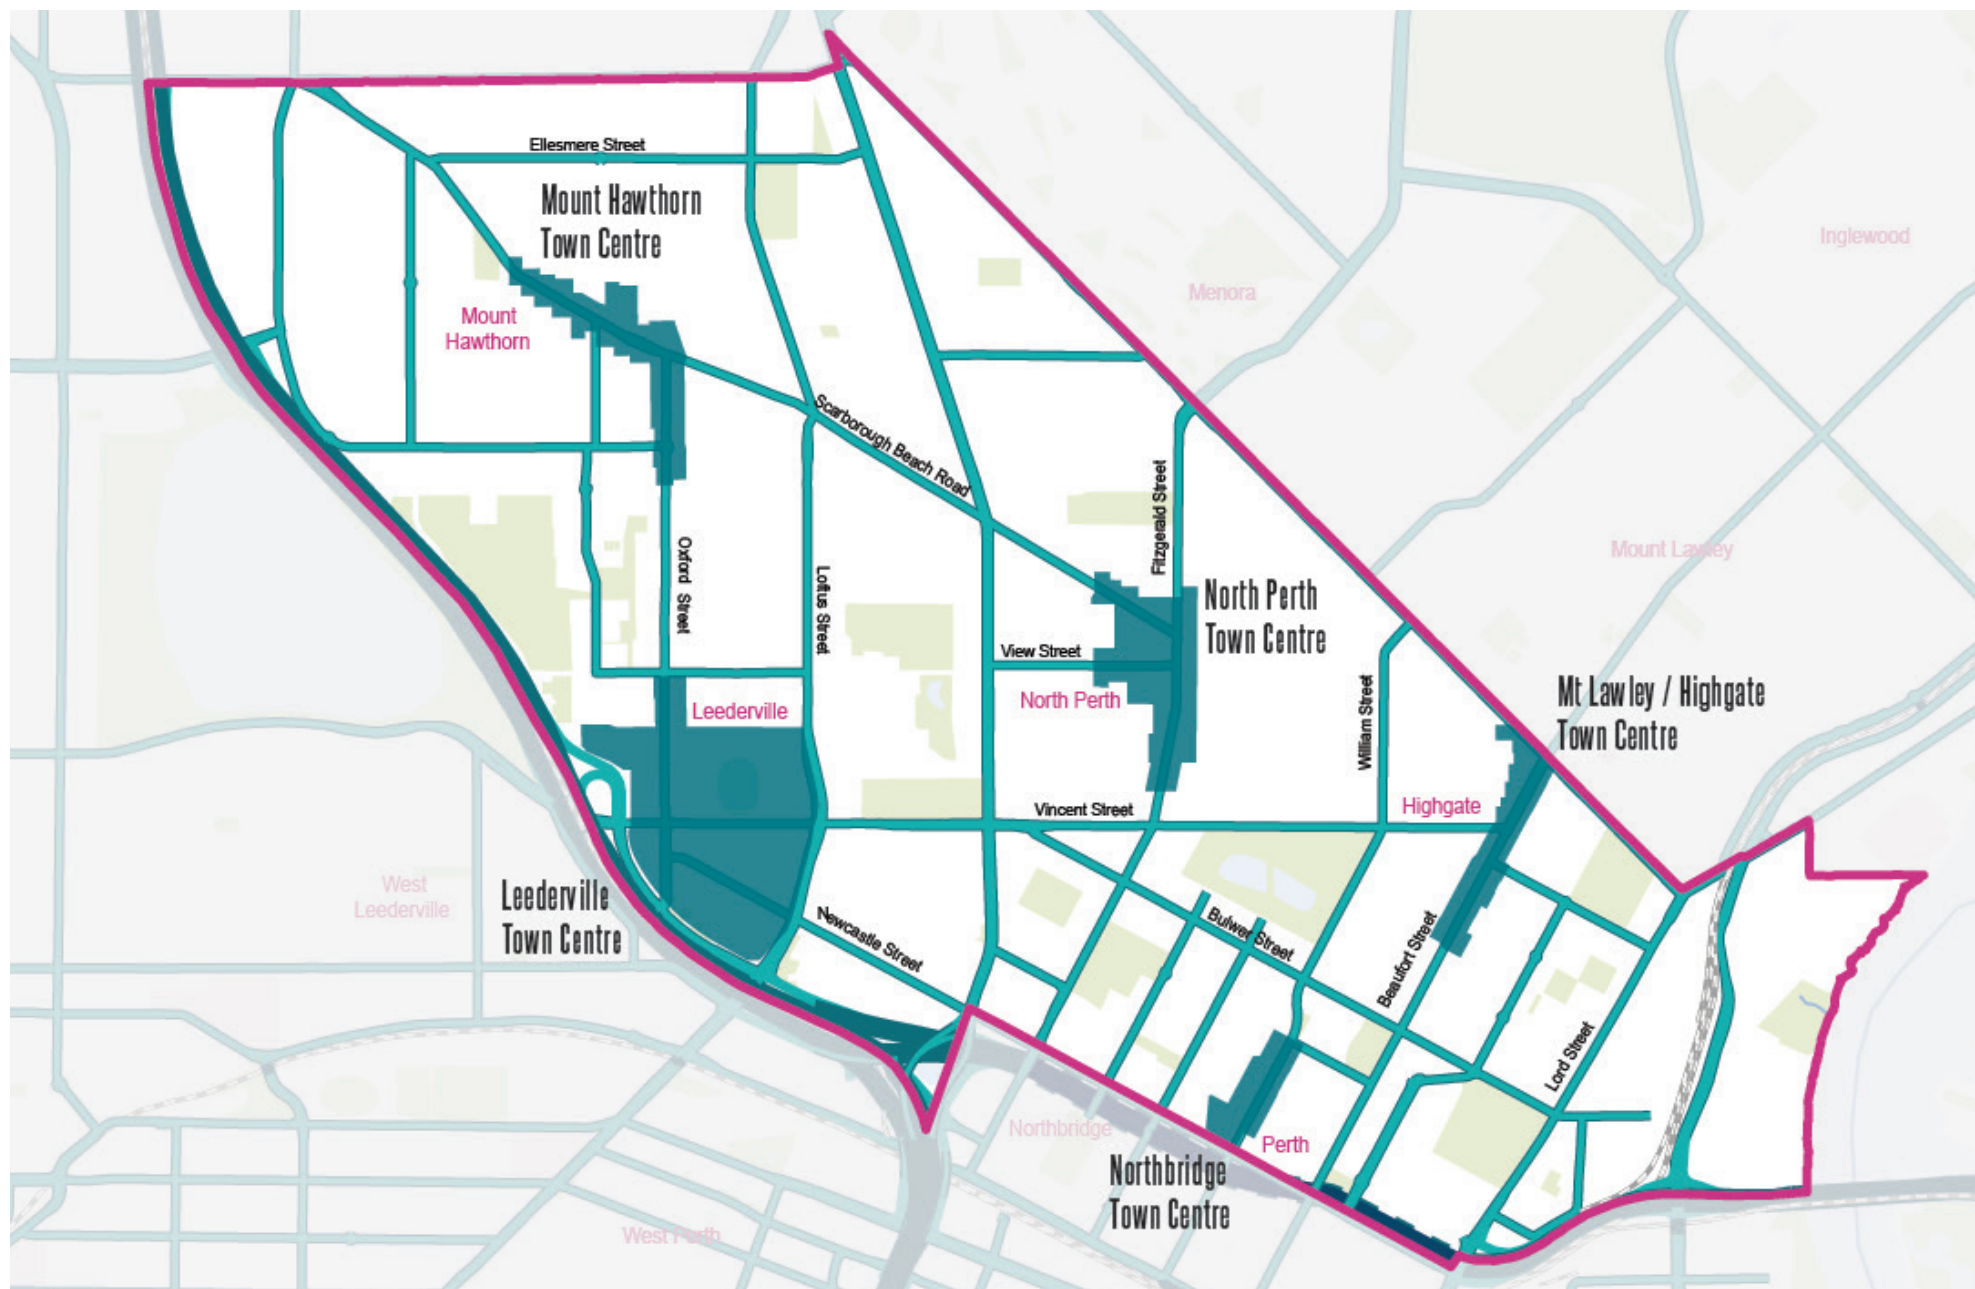 Ellesmere Street
Mount Hawthorn
Town Centre
Inglewood
Menora
Mount
Hawthorn
Scarborough Beach Road
Fitzgerald Street
Mount Lawley
Oxford Street
Loftus Street
North Perth
Town Centre
View Street
North Perth
Leederville
William Street
Mt Lawley / Highgate
Town Centre
Vincent Street
Highgate
West
Leederville
Leederville
Town Centre
Newcastle Street
Bulwer Street
Beaufort Street
Lord Street
Northbridge
Perth
Northbridge
Town Centre
West Perth